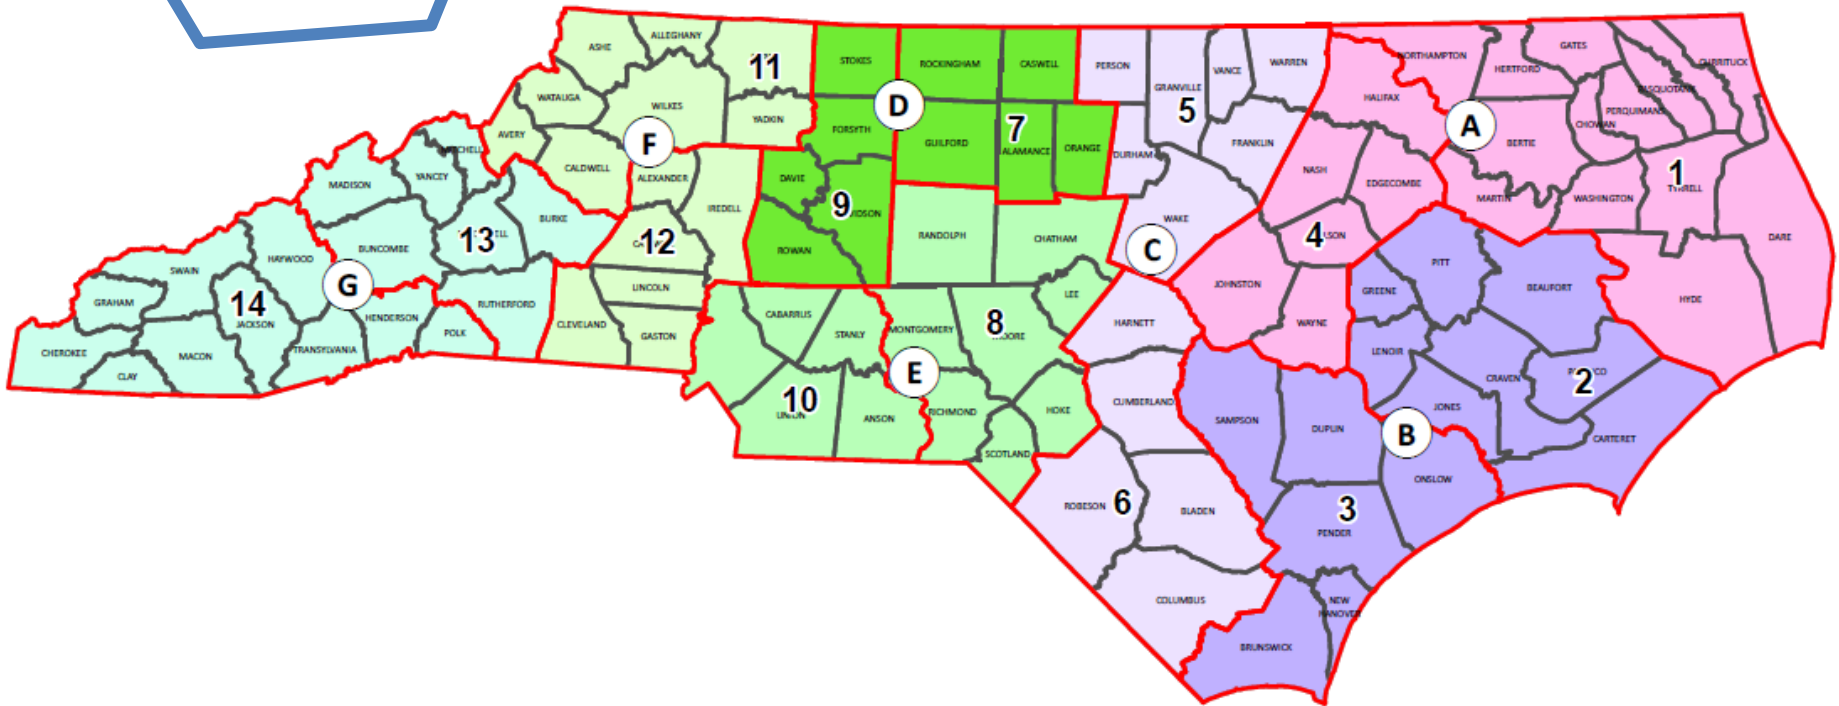 ASHE
ALLEGHANY
11
STOKES
ROCKINGHAM
CASWELL
PERSON
GRANVILLE
VANCE
WARREN
NORTHAMPTON
GATES
HERTFORD
CURRITUCK
PASQUOTANK
PERQUIMANS
CHOWAN
HALIFAX
A
BERTIE
WATAUGA
WILKES
YADKIN
D
FORSYTH
GUILFORD
7
ALAMANCE
ORANGE
DURHAM
5
FRANKLIN
AVERY
F
CALDWELL
ALEXANDER
IREDELL
DAVIE
9
ROWAN
RANDOLPH
CHATHAM
WAKE
C
NASH
EDGECOMBE
MARTIN
WASHINGTON
1
DARE
HYDE
4
MADISON
YANCEY
BURKE
13
12
BUNCOMBE
HAYWOOD
SWAIN
GRAHAM
14
JACKSON
G
HENDERSON
RUTHERFORD
POLK
TRANSYLVANIA
MACON
CHEROKEE
CLAY
CLEVELAND
LINCOLN
GASTON
CABARRUS
STANLY
MONTGOMERY
8
LEE
HARNETT
JOHNSTON
WAYNE
GREENE
PITT
BEAUFORT
LENOIR
CRAVEN
2
JONES
CARTERET
10
UNION
ANSON
E
RICHMOND
HOKE
SCOTLAND
CUMBERLAND
SAMPSON
DUPLIN
B
ONSLOW
ROBESON
6
BLADEN
3
PENDER
COLUMBUS
NEW
HANOVER
BRUNSWICK